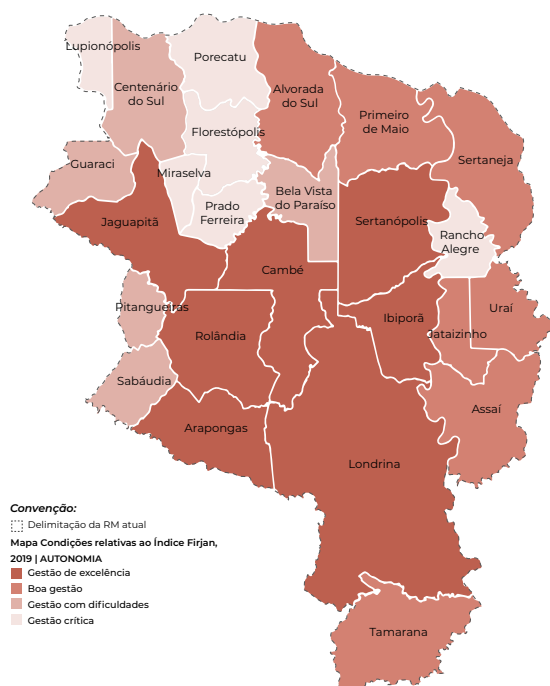 Lupionópolis
Porecatu
Centenário
do Sul
Alvorada
do Sul
Primeiro
de Maio
Florestópolis
Sertaneja
Guaraci
Miraselva
Bela Vista
do Paraíso
Prado
Ferreira
Jaguapitã
Sertanópolis
Rancho
Alegre
Cambé
Pitangueiras
Uraí
Ibiporã
Jataizinho
Rolândia
Sabáudia
Assaí
Arapongas
Londrina
Tamarana
Convenção:
Delimitação da RM atual
Mapa Condições relativas ao Índice Firjan,
2019 | AUTONOMIA
Gestão de excelência
Boa gestão
Gestão com dificuldades
Gestão crítica